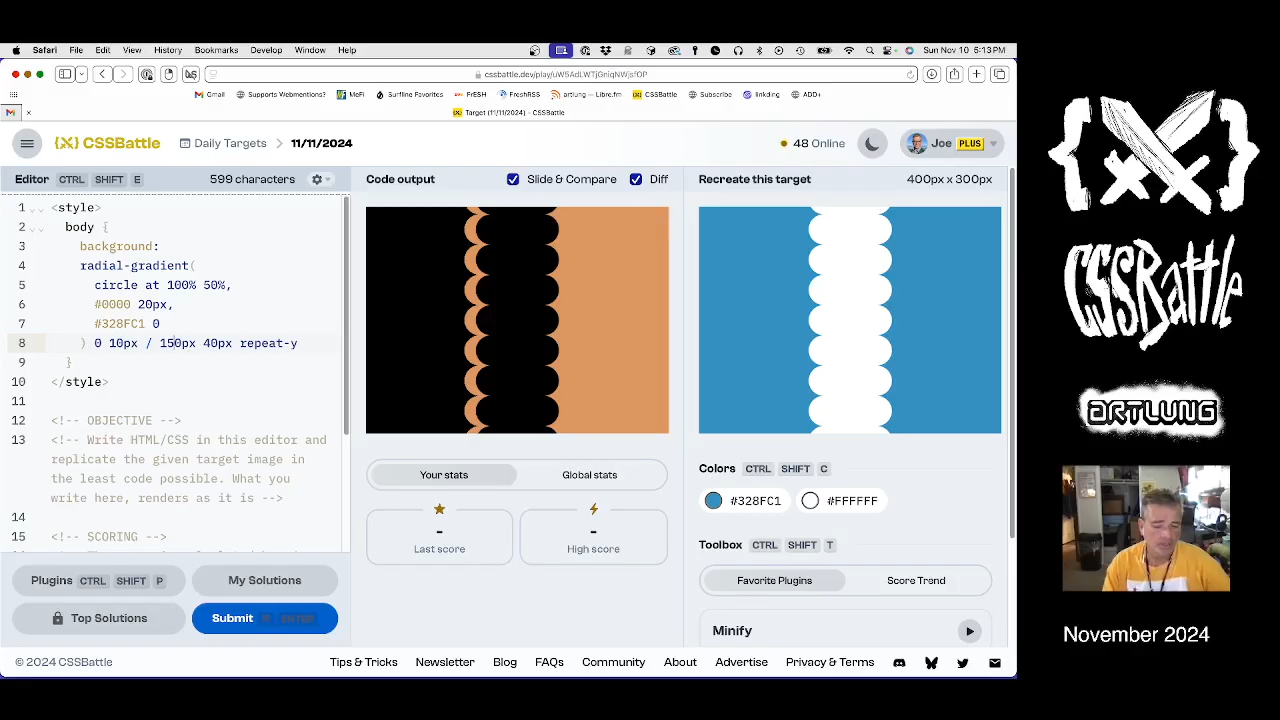 Safari File Edit View History Bookmarks Develop Window Help
Sun Nov 10 5:13 PM
cssbattle.dev/play/uW5AdLWTjGniqNWjsfOP
Gmail Supports Webmentions? MeFi Surfline Favorites FrESH FreshRSS artlung — Libre.fm CSSBattle Subscribe linkding ADD+
Target (11/11/2024) – CSSBattle
CSSBattle Daily Targets 11/11/2024 48 Online Joe PLUS
Editor CTRL SHIFT E 599 characters
Code output Slide & Compare Diff
Recreate this target 400px x 300px
1 <style>
2 body {
3 background:
4 radial-gradient(
5 circle at 100% 50%,
6 #0000 20px,
7 #328FC1 0
8 ) 0 10px / 150px 40px repeat-y
9 }
10 </style>
11
12 <!-- OBJECTIVE -->
13 <!-- Write HTML/CSS in this editor and
replicate the given target image in
the least code possible. What you
write here, renders as it is -->
14
15 <!-- SCORING -->
Your stats Global stats
-
Last score
-
High score
Colors CTRL SHIFT C
#328FC1 #FFFFFF
Toolbox CTRL SHIFT T
Favorite Plugins Score Trend
Minify
Plugins CTRL SHIFT P My Solutions
Top Solutions Submit ENTER
© 2024 CSSBattle Tips & Tricks Newsletter Blog FAQs Community About Advertise Privacy & Terms
CSSBattle
ARTLUNG
November 2024